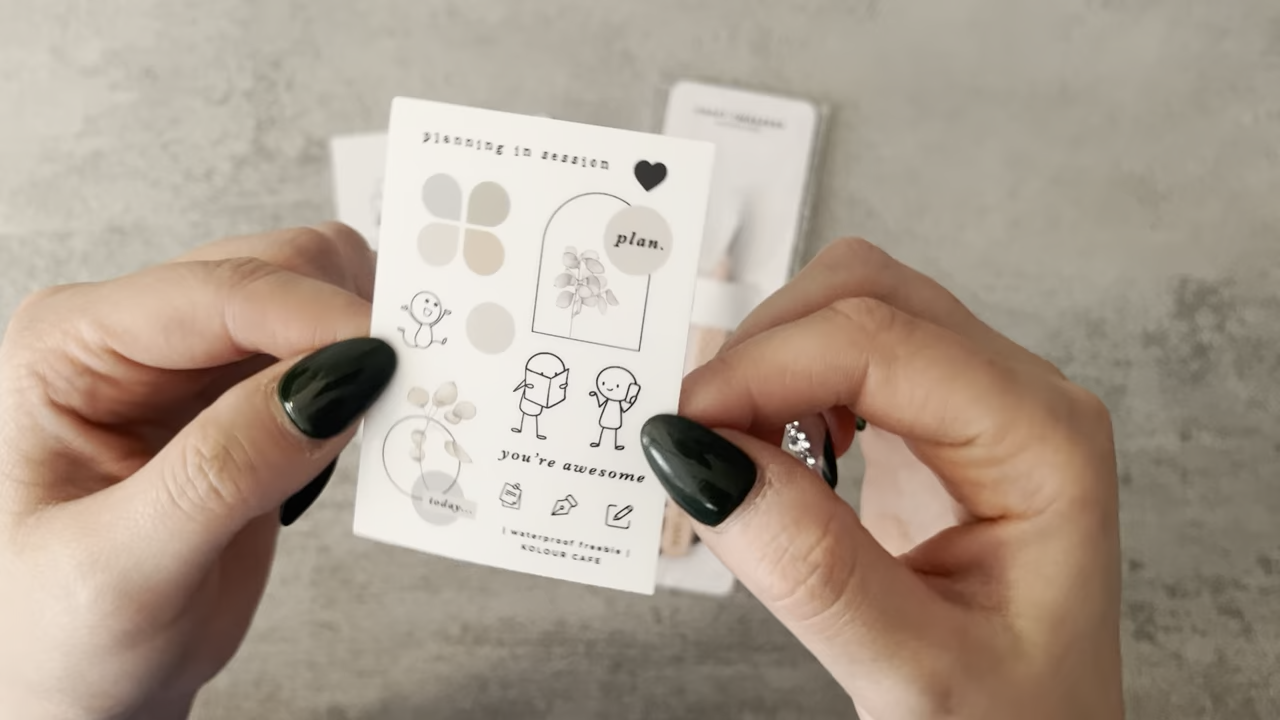 planning in session
plan.
you're awesome
today...
| waterproof freebie |
KOLOUR CAFE